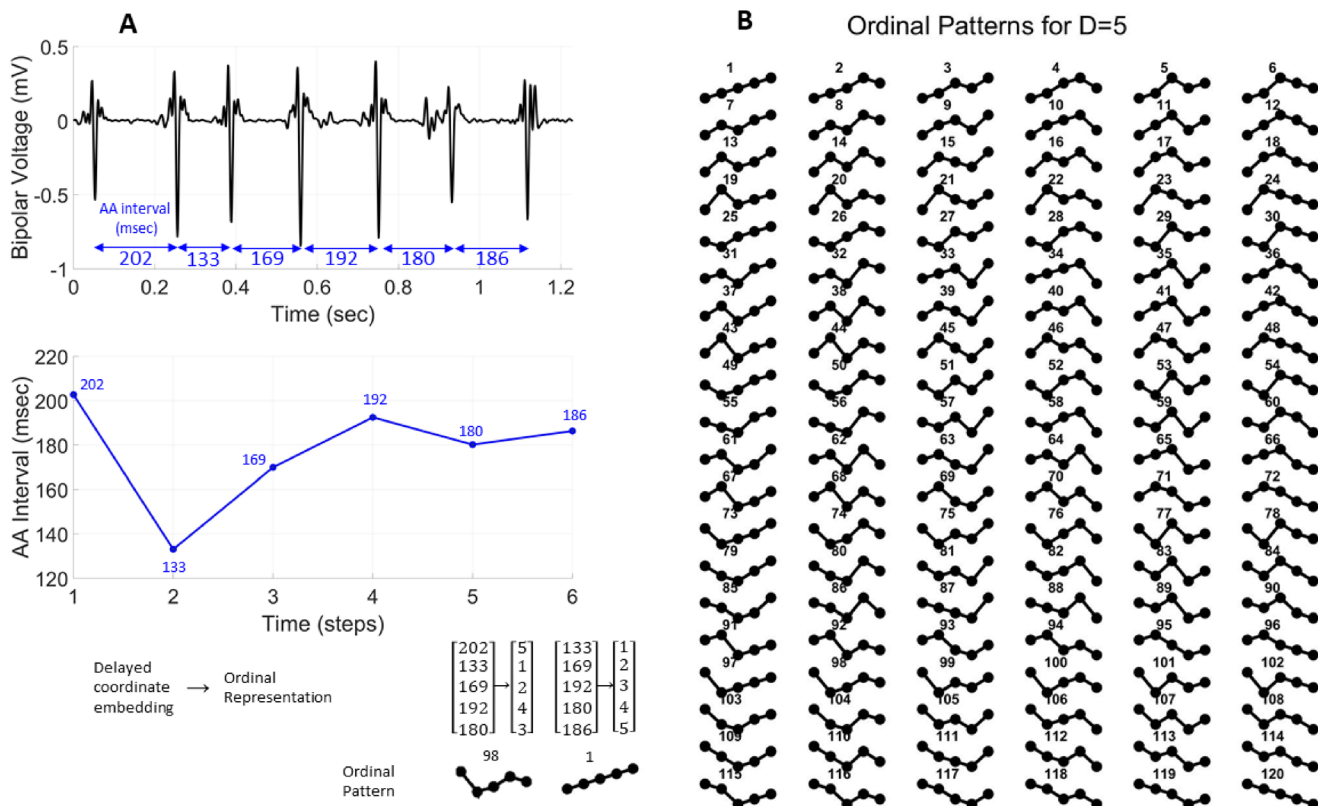 A
0.5
0
-0.5
-1
Bipolar Voltage (mV)
AA interval
(msec)
202 133 169 192 180 186
0 0.2 0.4 0.6 0.8 1 1.2
Time (sec)
220
200
180
160
140
120
AA Interval (msec)
202
133
169
192
180
186
1 2 3 4 5 6
Time (steps)
Delayed
coordinate
embedding
→
Ordinal
Representation
202 5 133 1
133 1 169 2
169 → 2 192 → 3
192 4 180 4
180 3 186 5
Ordinal
Pattern
98 1
B
Ordinal Patterns for D=5
1 2 3 4 5 6
7 8 9 10 11 12
13 14 15 16 17 18
19 20 21 22 23 24
25 26 27 28 29 30
31 32 33 34 35 36
37 38 39 40 41 42
43 44 45 46 47 48
49 50 51 52 53 54
55 56 57 58 59 60
61 62 63 64 65 66
67 68 69 70 71 72
73 74 75 76 77 78
79 80 81 82 83 84
85 86 87 88 89 90
91 92 93 94 95 96
97 98 99 100 101 102
103 104 105 106 107 108
109 110 111 112 113 114
115 116 117 118 119 120